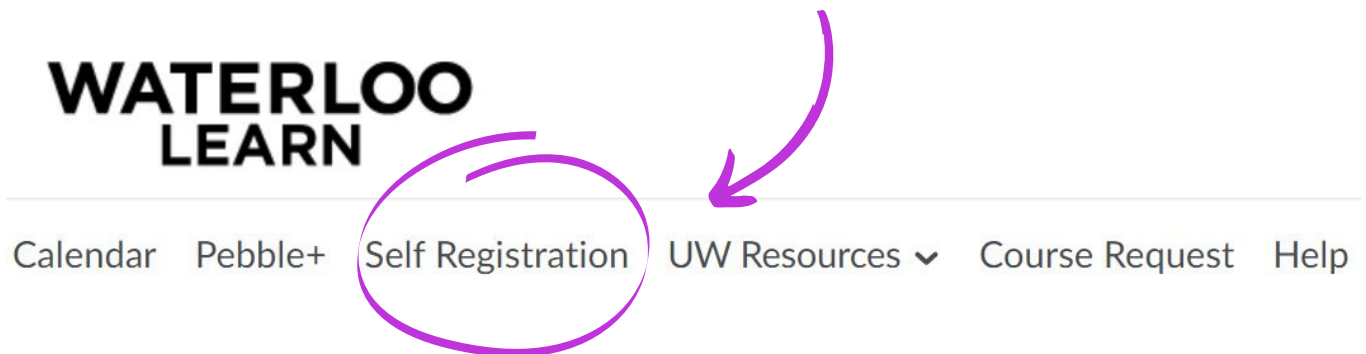 WATERLOO
LEARN
Calendar Pebble+ Self Registration UW Resources Course Request Help